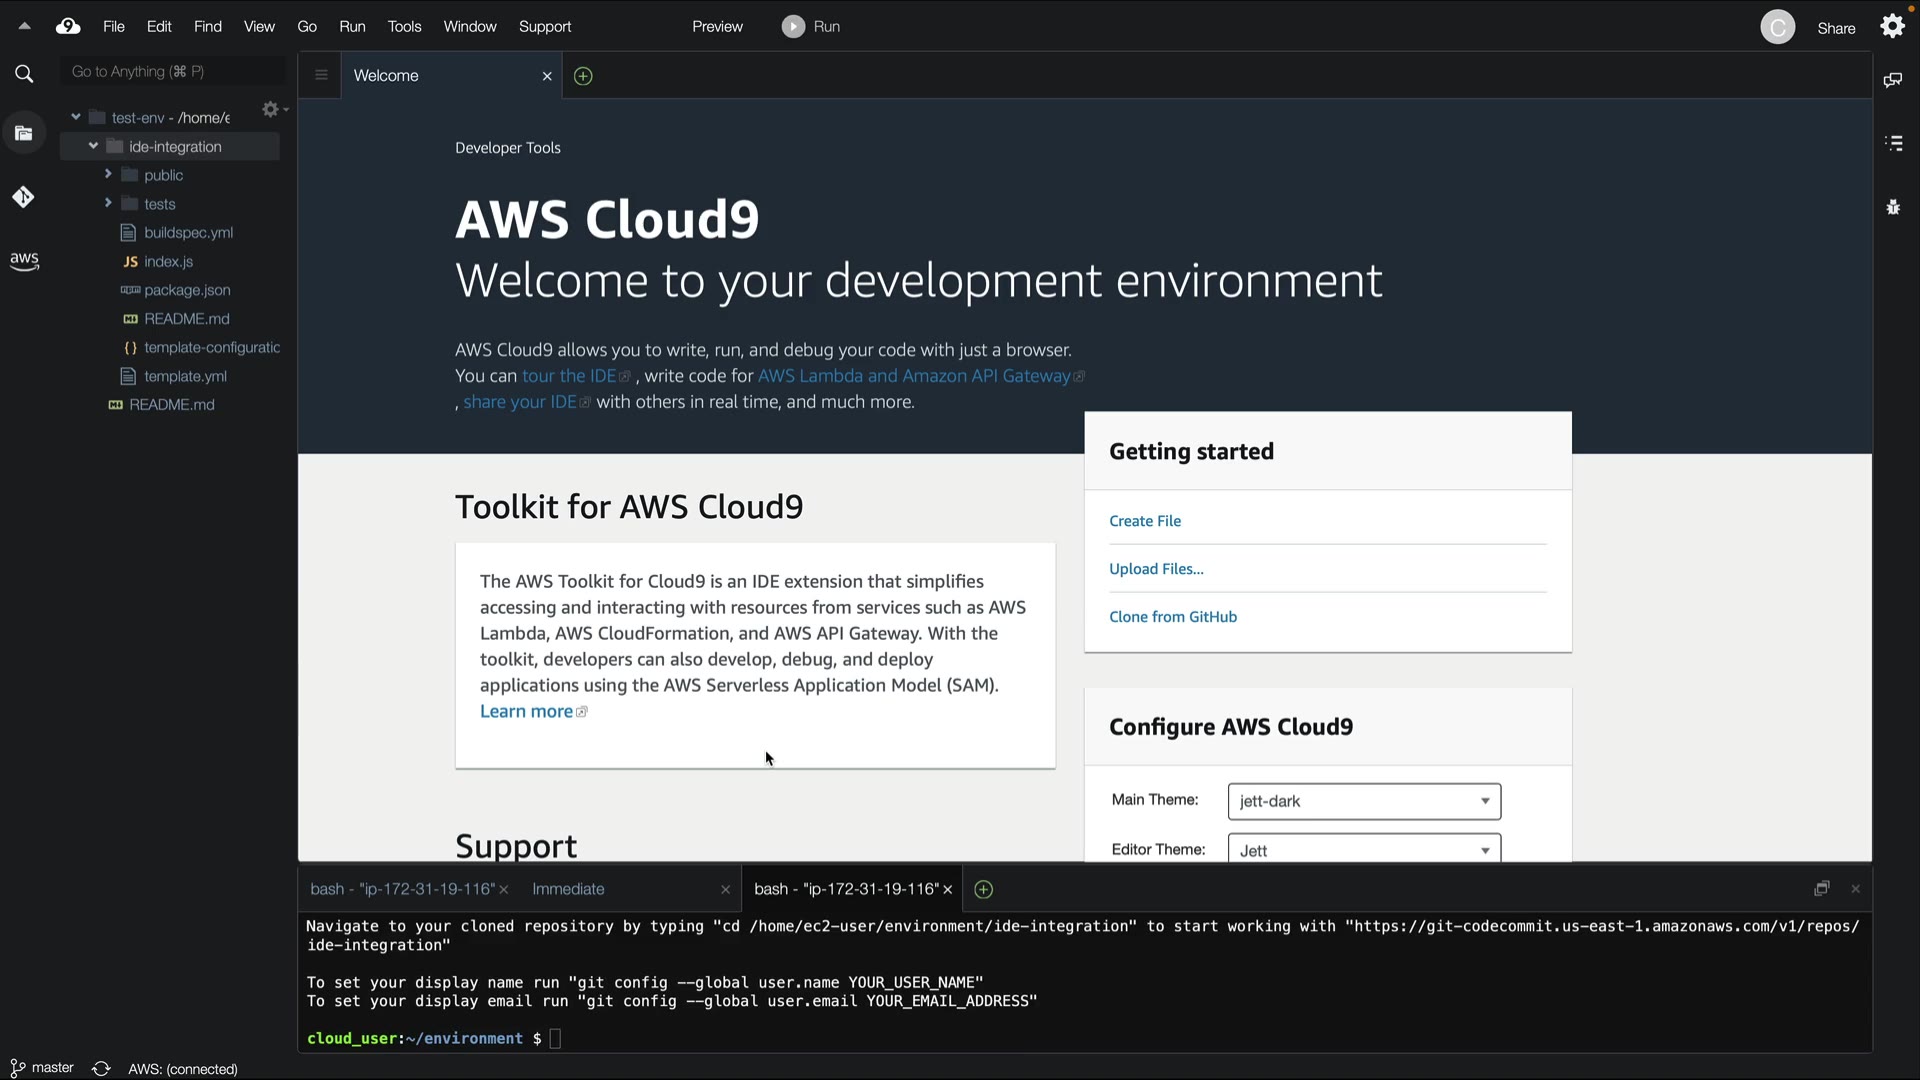 9 File Edit Find View Go Run Tools Window Support Preview Run C Share
Go to Anything (⌘ P)
Welcome
test-env - /home/e
ide-integration
public
tests
buildspec.yml
JS index.js
package.json
README.md
{} template-configuratic
template.yml
README.md
aws
Developer Tools
AWS Cloud9
Welcome to your development environment
AWS Cloud9 allows you to write, run, and debug your code with just a browser.
You can tour the IDE , write code for AWS Lambda and Amazon API Gateway
, share your IDE with others in real time, and much more.
Toolkit for AWS Cloud9
The AWS Toolkit for Cloud9 is an IDE extension that simplifies
accessing and interacting with resources from services such as AWS
Lambda, AWS CloudFormation, and AWS API Gateway. With the
toolkit, developers can also develop, debug, and deploy
applications using the AWS Serverless Application Model (SAM).
Learn more
Support
Getting started
Create File
Upload Files...
Clone from GitHub
Configure AWS Cloud9
Main Theme: jett-dark
Editor Theme: Jett
bash - "ip-172-31-19-116" Immediate bash - "ip-172-31-19-116"
Navigate to your cloned repository by typing "cd /home/ec2-user/environment/ide-integration" to start working with "https://git-codecommit.us-east-1.amazonaws.com/v1/repos/
ide-integration"
To set your display name run "git config --global user.name YOUR_USER_NAME"
To set your display email run "git config --global user.email YOUR_EMAIL_ADDRESS"
cloud_user:~/environment $
master AWS: (connected)